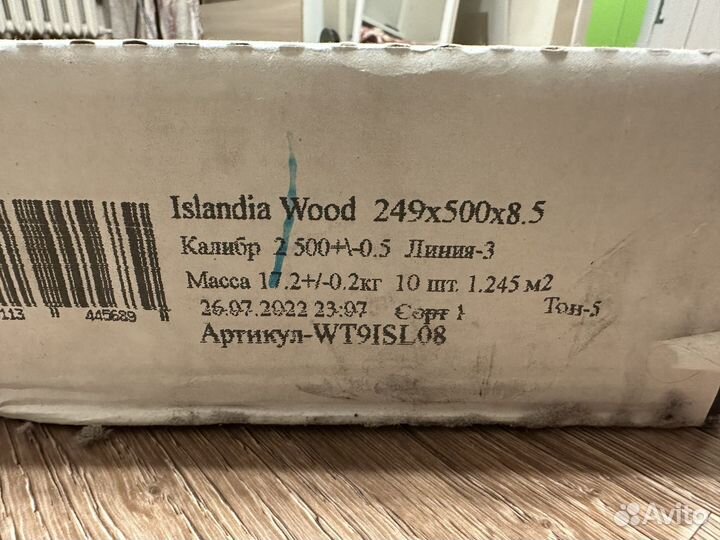 Islandia Wood 249x500x8.5
Калибр 2 500+\-0.5 Линия-3
Масса 17.2+/-0.2кг 10 шт. 1.245 м2
26.07.2022 23:07 Сорт 1 Тон-5
Артикул-WT9ISL08
113 445689
Avito